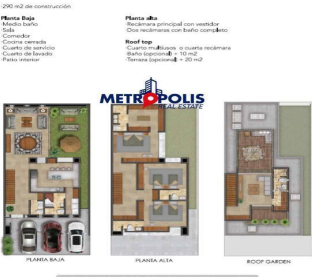 ·290 m2 de construcción
Planta Baja
·Medio baño
·Sala
·Comedor
·Cocina cerrada
·Cuarto de servicio
·Cuarto de lavado
·Patio interior
Planta alta
·Recámara principal con vestidor
·Dos recámaras con baño completo
Roof top
·Cuarto multiusos o cuarta recámara
·Baño (opcional) + 10 m2
·Terraza (opcional) + 20 m2
METROPOLIS
REAL ESTATE
PLANTA BAJA
PLANTA ALTA
ROOF GARDEN